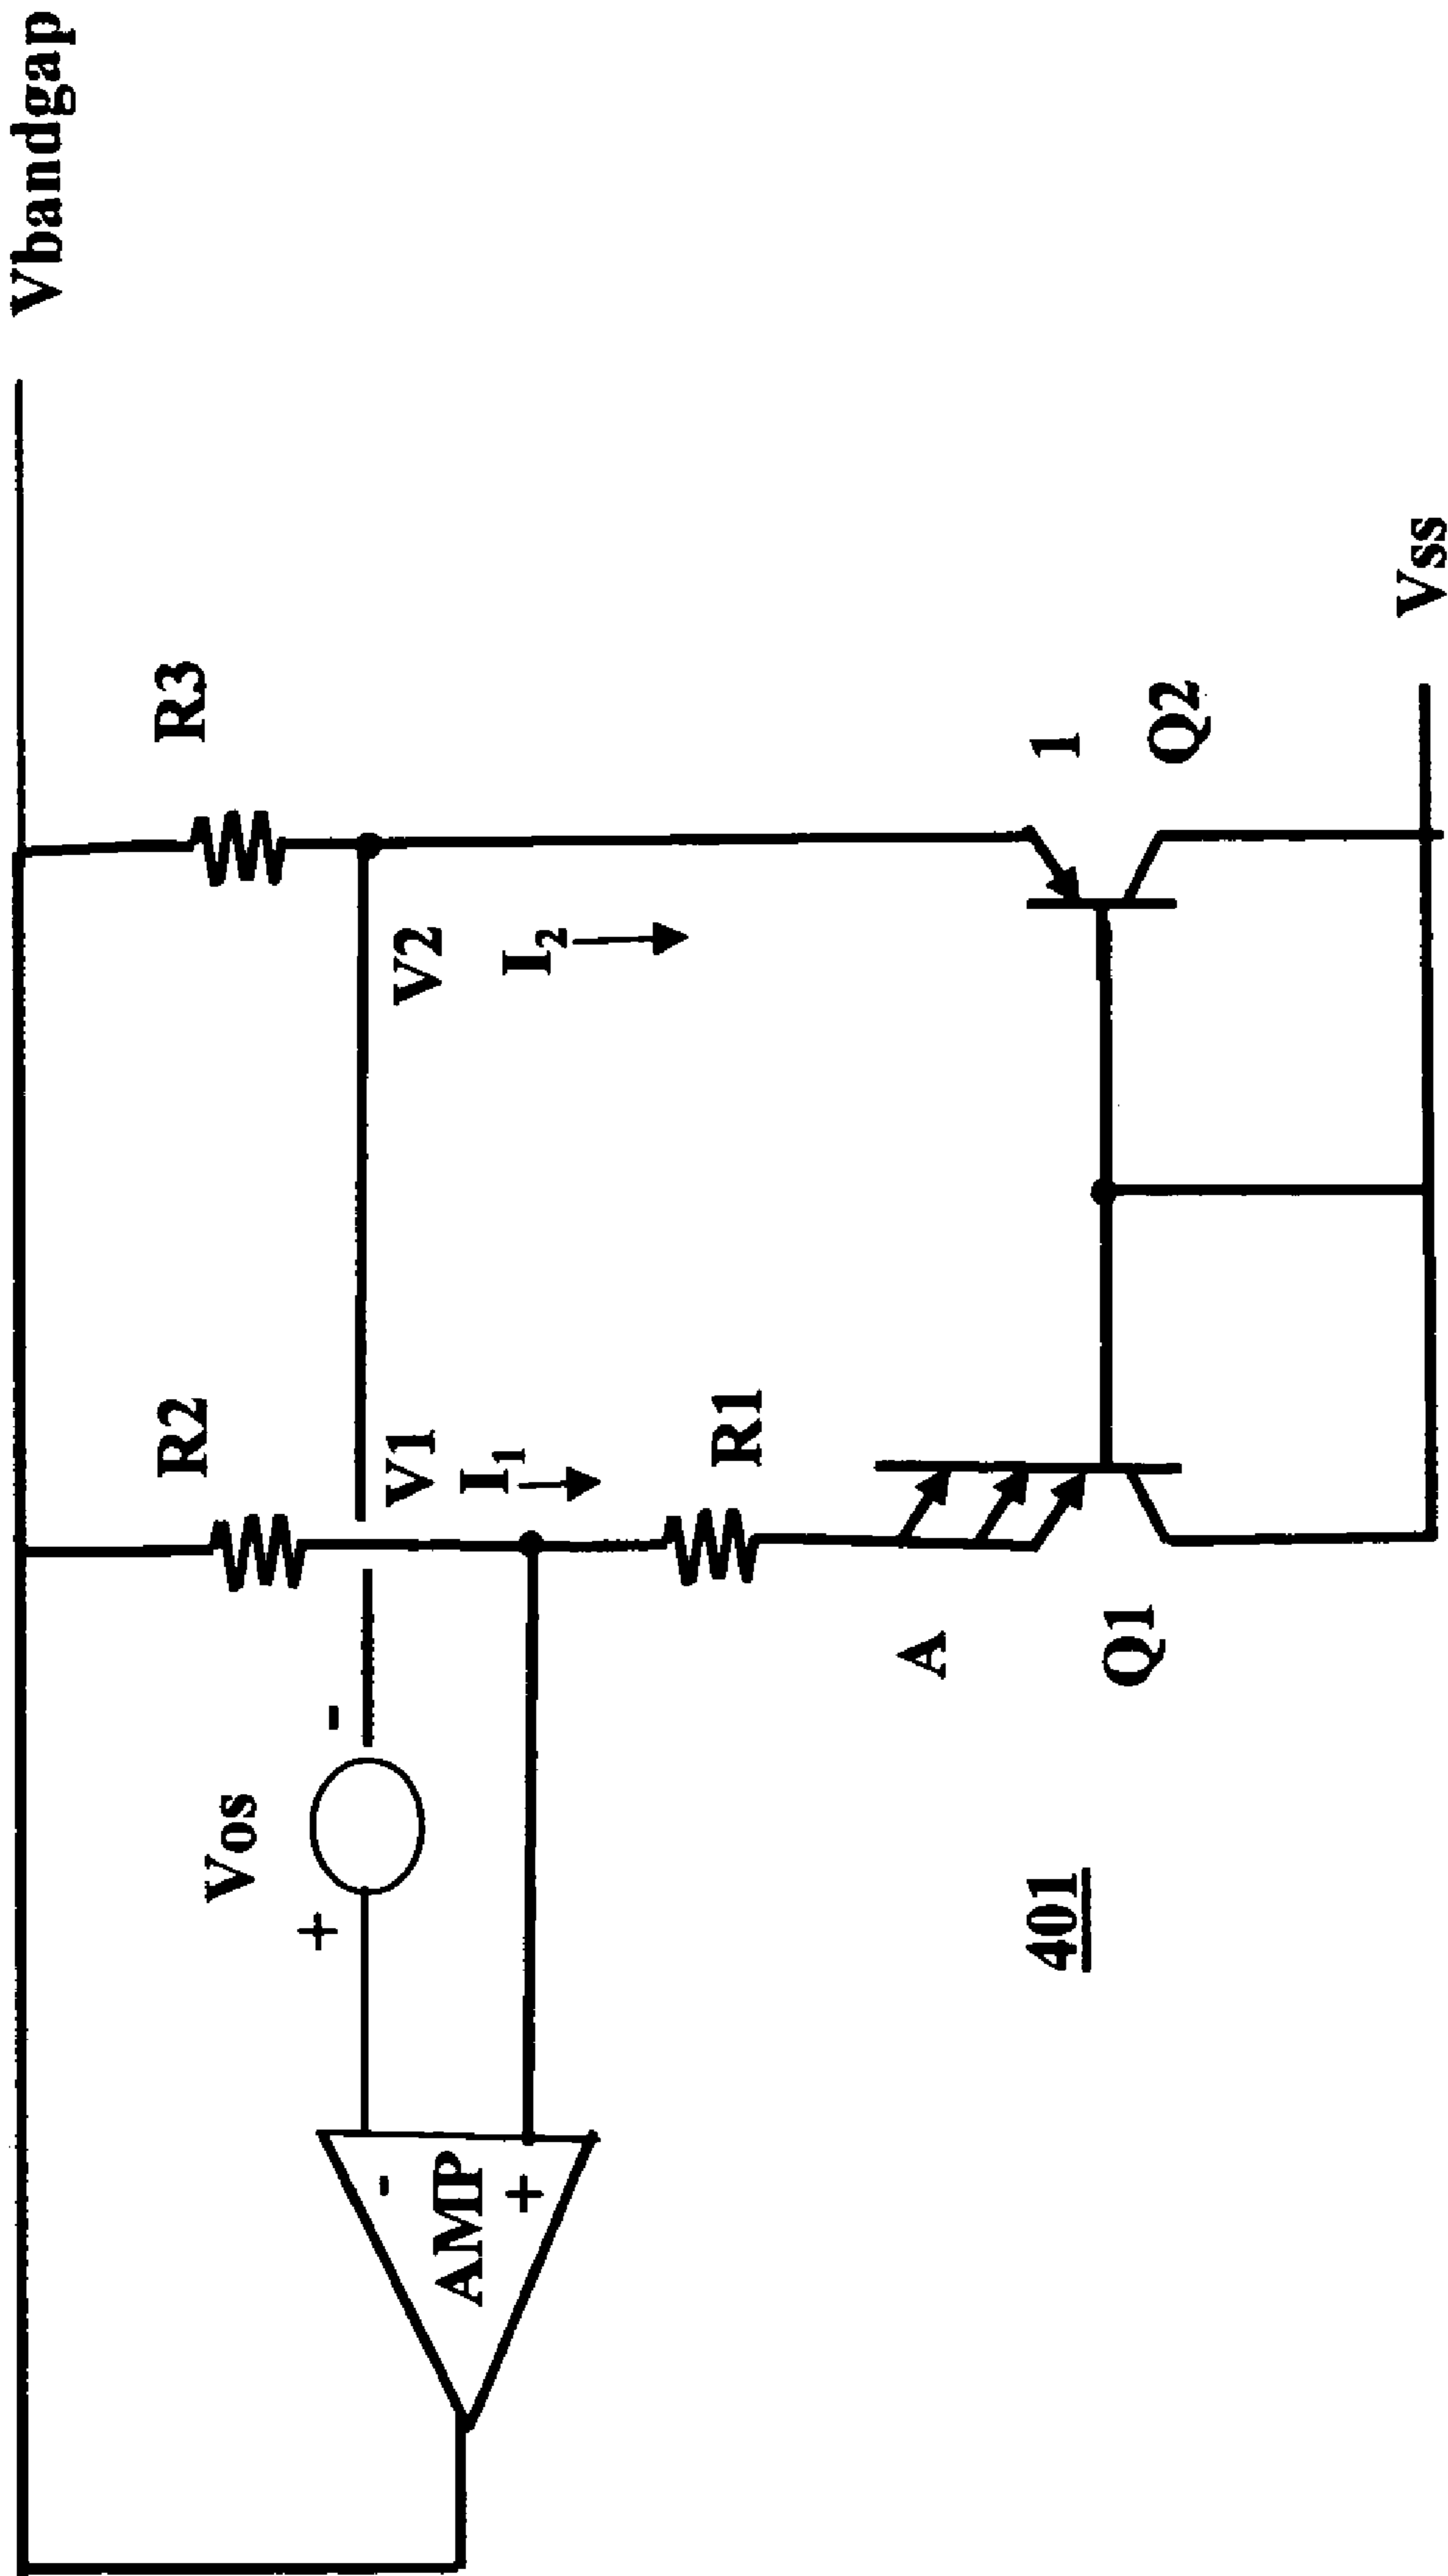 Vbandgap
R2
R3
Vos
+
-
V1
V2
-
AMP
+
I₁
I₂
R1
A
1
401
Q1
Q2
Vss